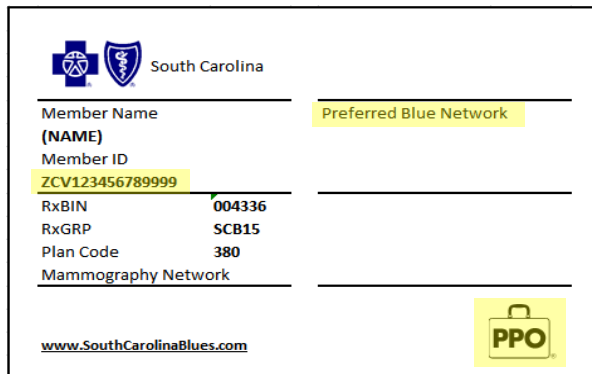 South Carolina
Member Name
Preferred Blue Network
(NAME)
Member ID
ZCV123456789999
RxBIN 004336
RxGRP SCB15
Plan Code 380
Mammography Network
www.SouthCarolinaBlues.com
PPO